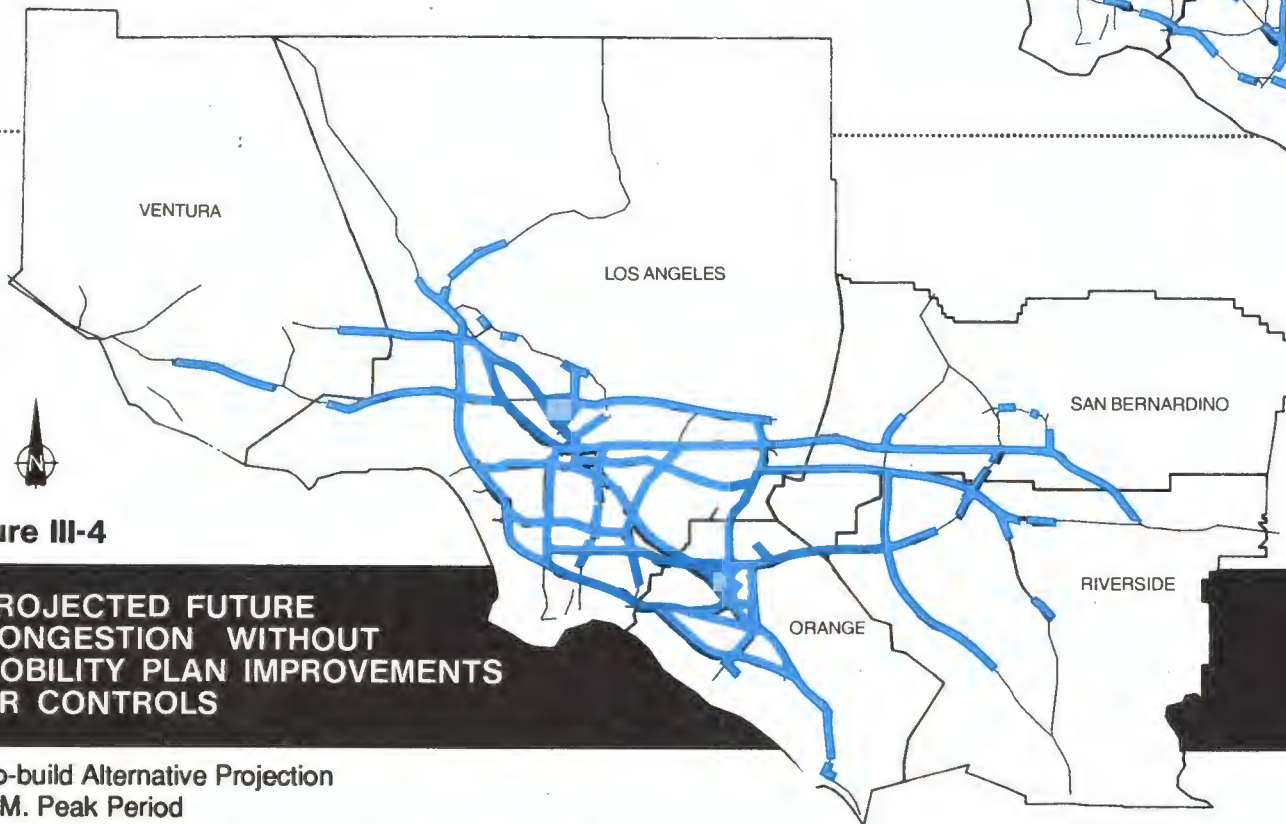 VENTURA
LOS ANGELES
SAN BERNARDINO
N
ure III-4
RIVERSIDE
ORANGE
ROJECTED FUTURE
ONGESTION WITHOUT
OBILITY PLAN IMPROVEMENTS
R CONTROLS
o-build Alternative Projection
.M. Peak Period